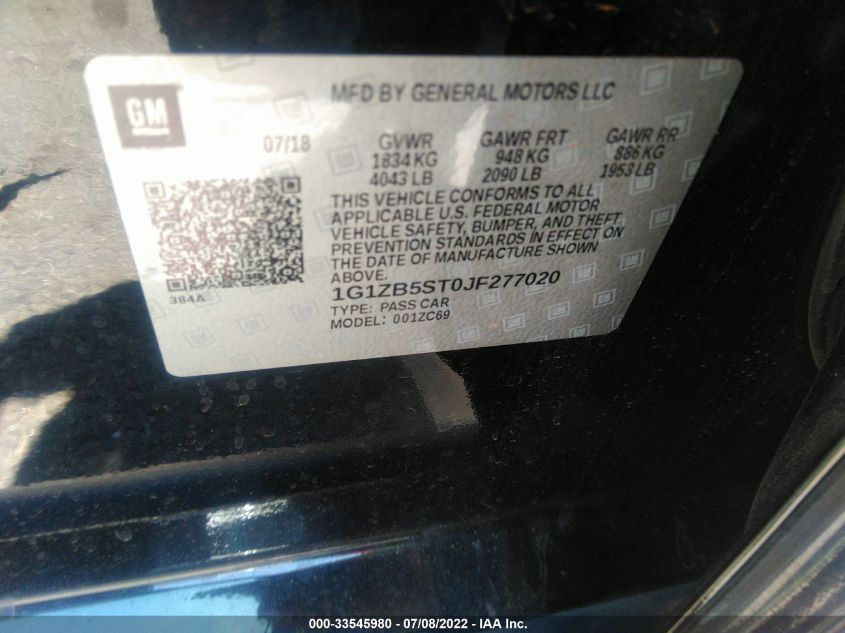 GM
MFD BY GENERAL MOTORS LLC
07/18 GVWR GAWR FRT GAWR RR
1834 KG 948 KG 886 KG
4043 LB 2090 LB 1953 LB
THIS VEHICLE CONFORMS TO ALL
APPLICABLE U.S. FEDERAL MOTOR
VEHICLE SAFETY, BUMPER, AND THEFT
PREVENTION STANDARDS IN EFFECT ON
THE DATE OF MANUFACTURE SHOWN
ABOVE.
384A
1G1ZB5ST0JF277020
TYPE: PASS CAR
MODEL: 001ZC69
000-33545980 - 07/08/2022 - IAA Inc.